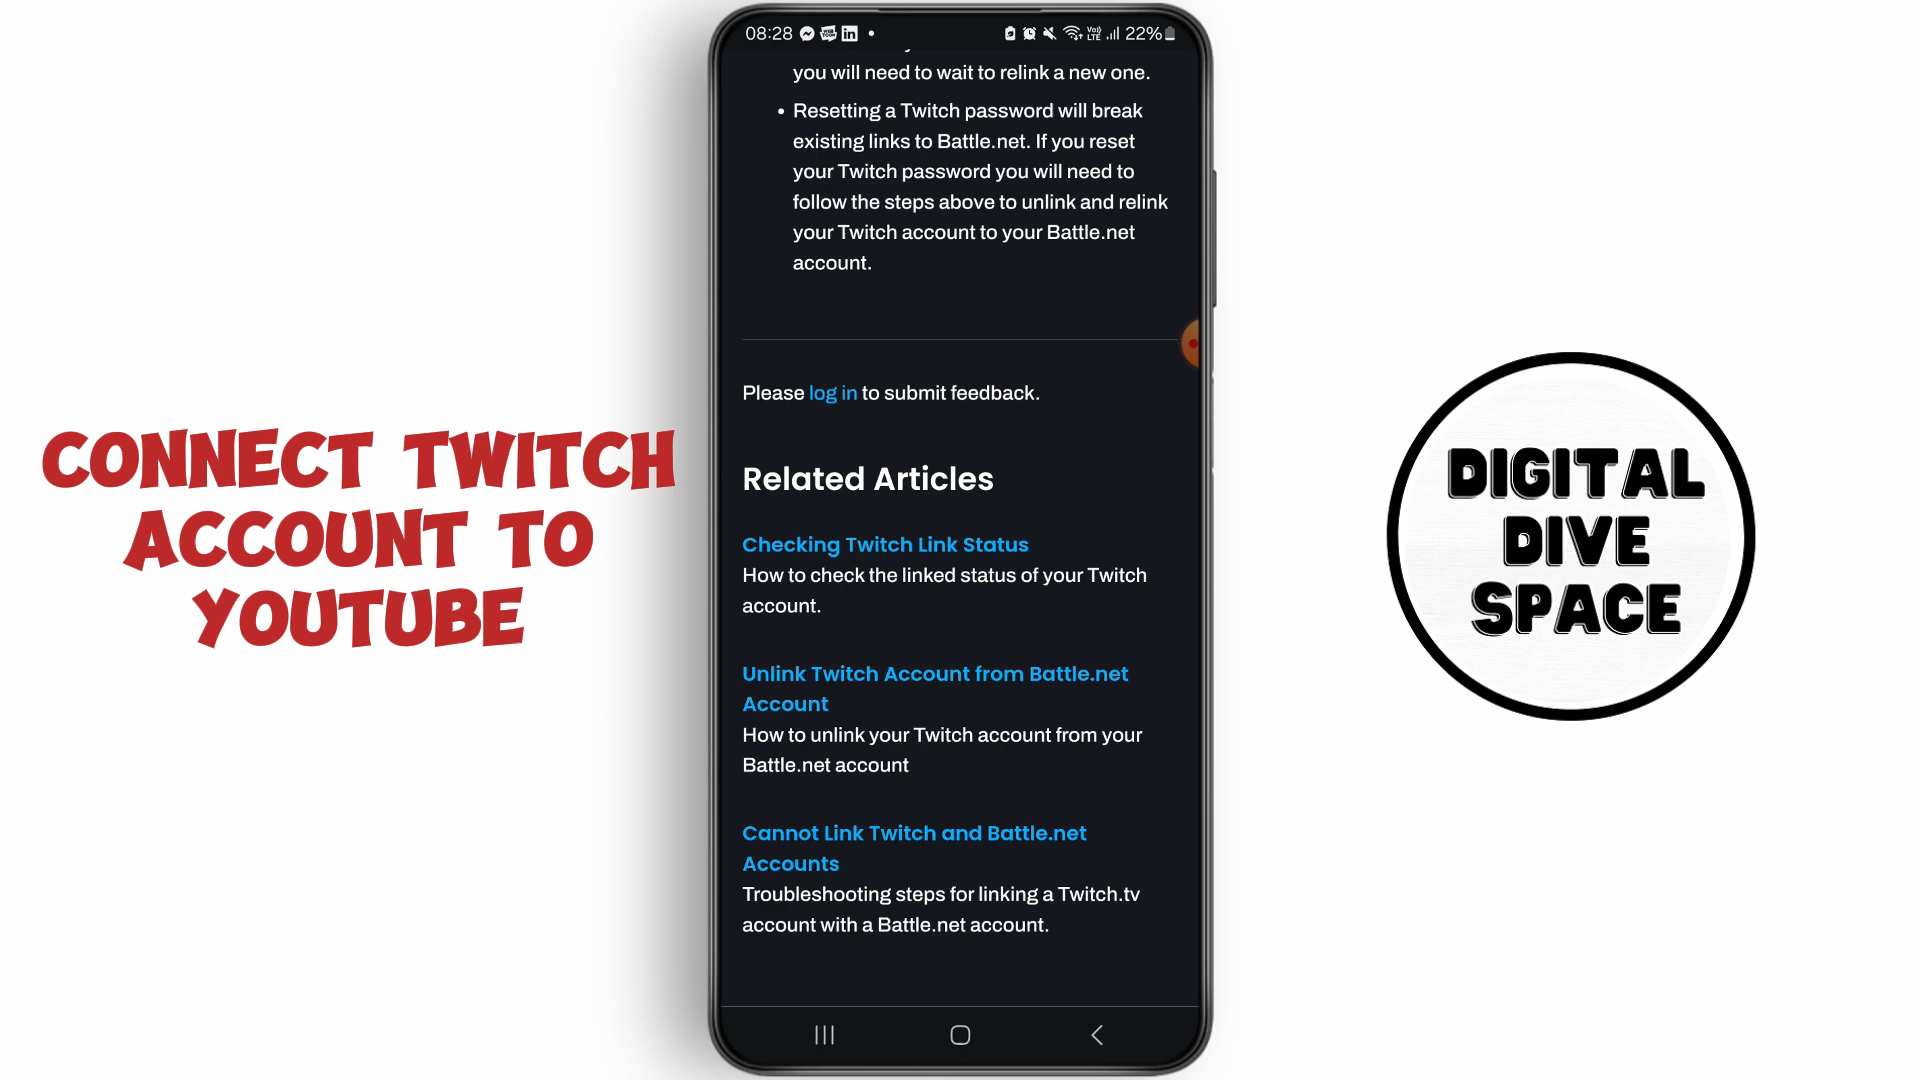 08:28
22%
you will need to wait to relink a new one.
• Resetting a Twitch password will break
existing links to Battle.net. If you reset
your Twitch password you will need to
follow the steps above to unlink and relink
your Twitch account to your Battle.net
account.
Please log in to submit feedback.
Related Articles
Checking Twitch Link Status
How to check the linked status of your Twitch
account.
Unlink Twitch Account from Battle.net
Account
How to unlink your Twitch account from your
Battle.net account
Cannot Link Twitch and Battle.net
Accounts
Troubleshooting steps for linking a Twitch.tv
account with a Battle.net account.
CONNECT TWITCH
ACCOUNT TO
YOUTUBE
DIGITAL
DIVE
SPACE